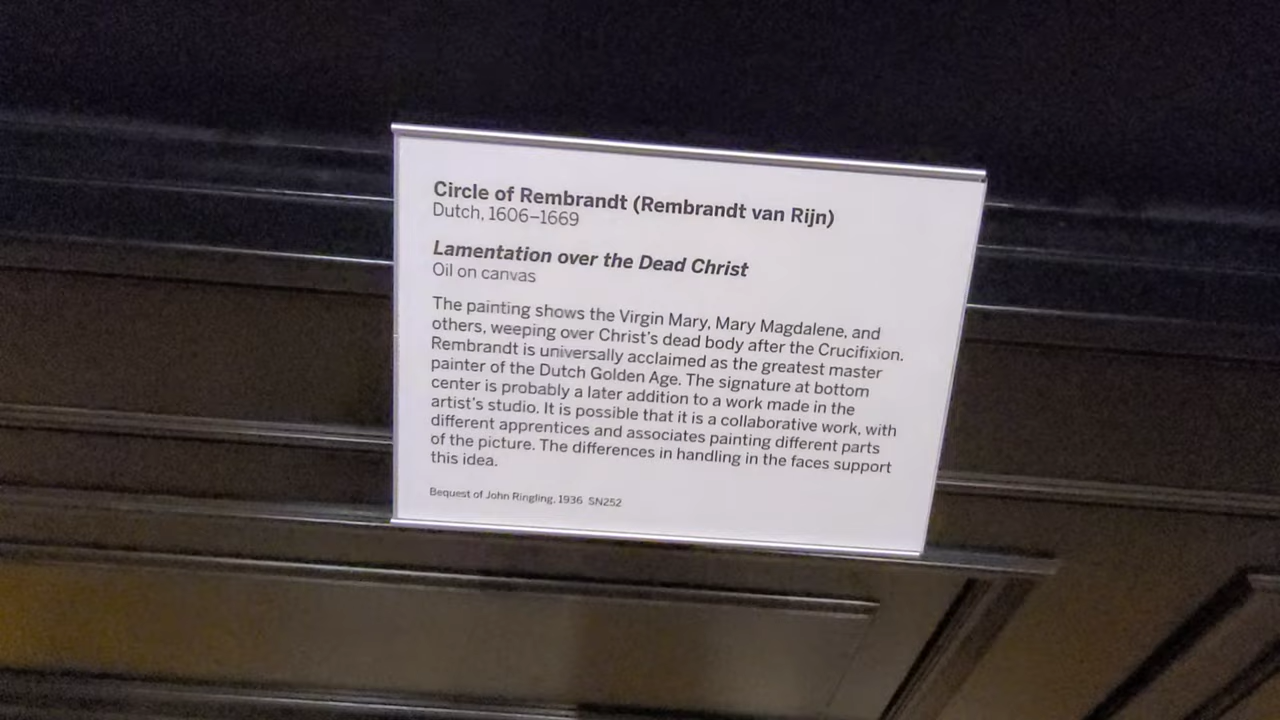 Circle of Rembrandt (Rembrandt van Rijn)
Dutch, 1606–1669
Lamentation over the Dead Christ
Oil on canvas
The painting shows the Virgin Mary, Mary Magdalene, and
others, weeping over Christ's dead body after the Crucifixion.
Rembrandt is universally acclaimed as the greatest master
painter of the Dutch Golden Age. The signature at bottom
center is probably a later addition to a work made in the
artist's studio. It is possible that it is a collaborative work, with
different apprentices and associates painting different parts
of the picture. The differences in handling in the faces support
this idea.
Bequest of John Ringling, 1936 SN252